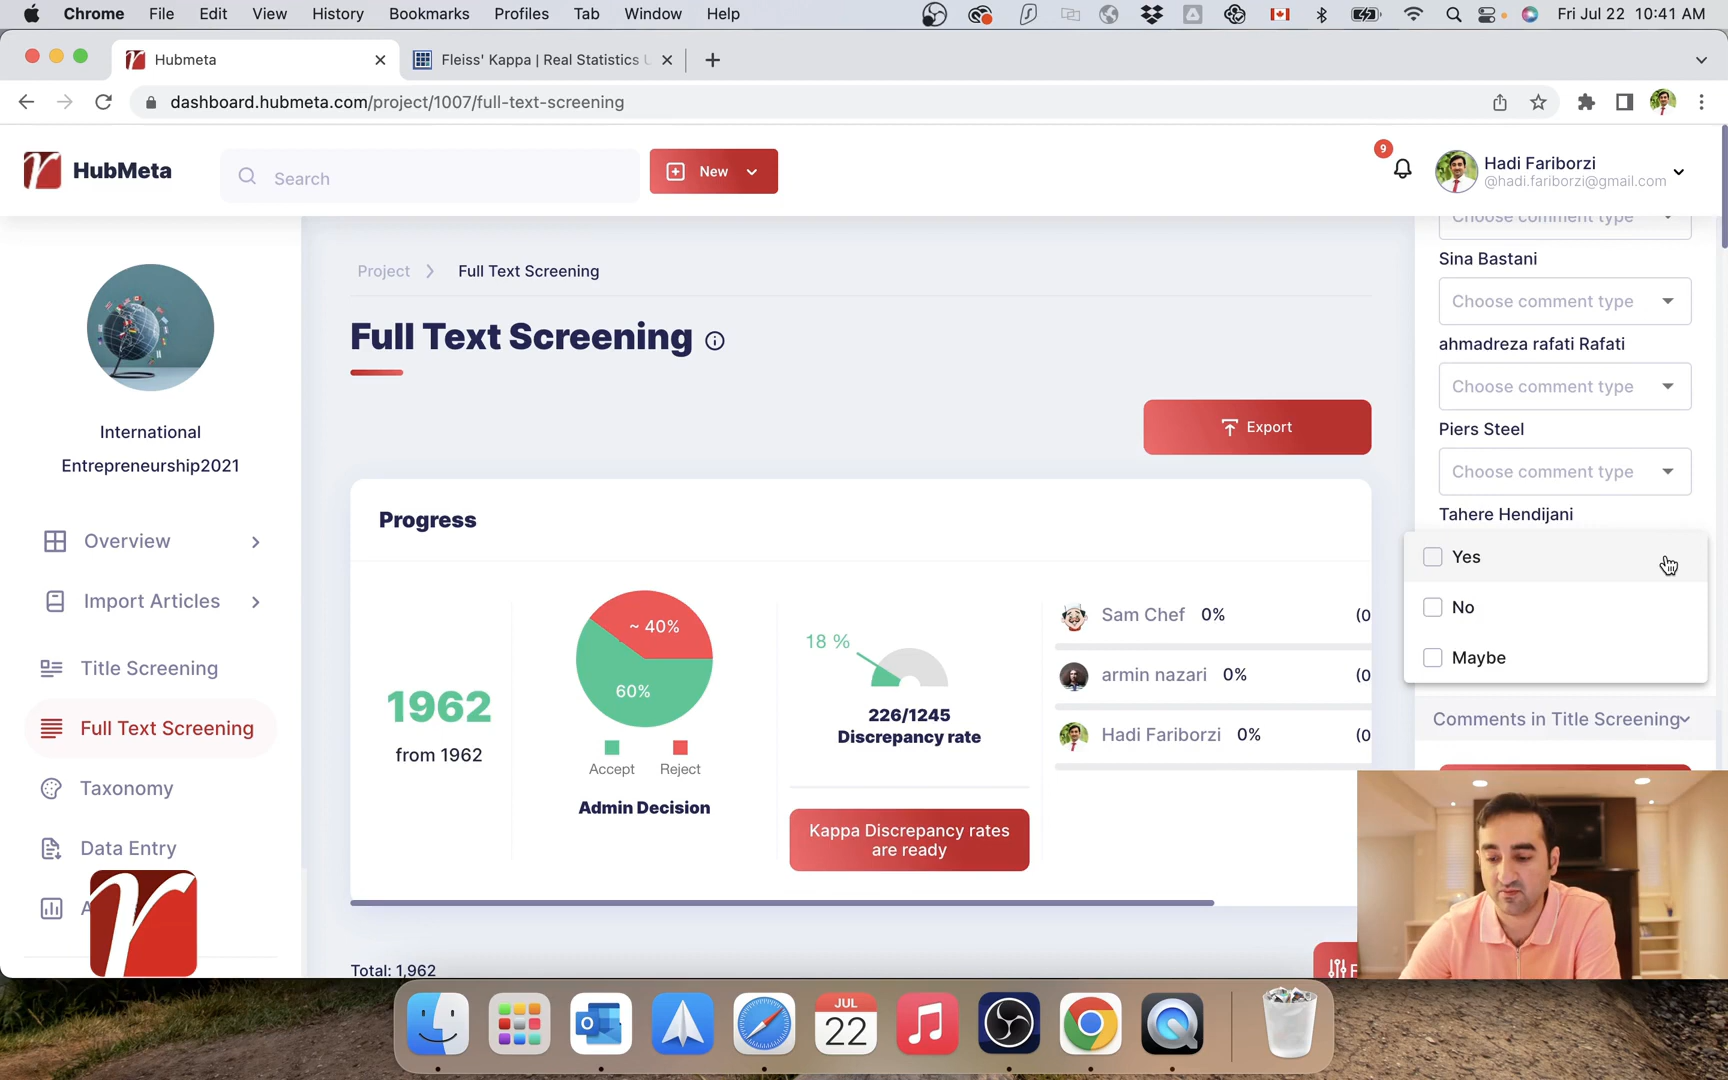 Chrome File Edit View History Bookmarks Profiles Tab Window Help Fri Jul 22 10:41 AM
Hubmeta
Fleiss' Kappa | Real Statistics
dashboard.hubmeta.com/project/1007/full-text-screening
HubMeta
Search
New
9
Hadi Fariborzi
@hadi.fariborzi@gmail.com
International
Entrepreneurship2021
Overview
Import Articles
Title Screening
Full Text Screening
Taxonomy
Data Entry
Project
Full Text Screening
Full Text Screening
Export
Progress
1962
from 1962
~ 40%
60%
Accept
Reject
Admin Decision
18 %
226/1245
Discrepancy rate
Kappa Discrepancy rates
are ready
Sam Chef 0% (0
armin nazari 0% (0
Hadi Fariborzi 0% (0
Total: 1,962
F
Choose comment type
Sina Bastani
Choose comment type
ahmadreza rafati Rafati
Choose comment type
Piers Steel
Choose comment type
Tahere Hendijani
Yes
No
Maybe
Comments in Title Screening
JUL
22